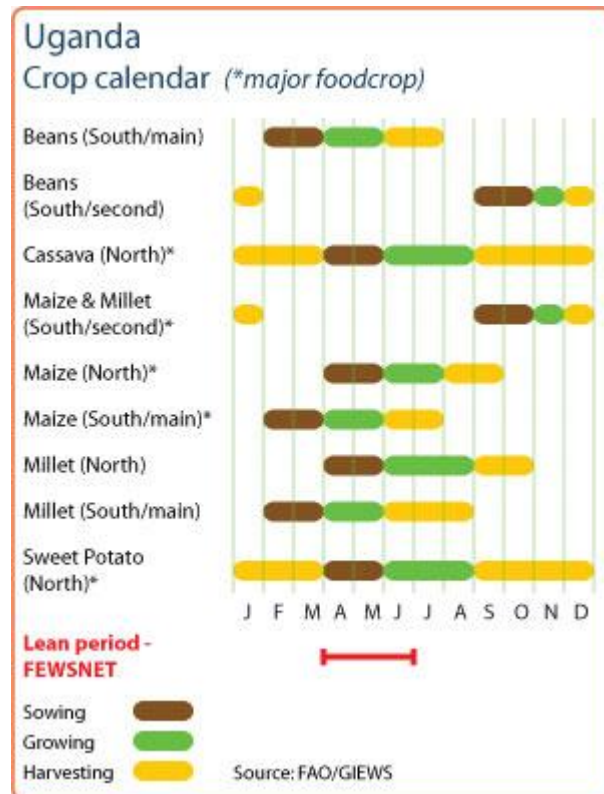 Uganda
Crop calendar (*major foodcrop)
Beans (South/main)
Beans
(South/second)
Cassava (North)*
Maize & Millet
(South/second)*
Maize (North)*
Maize (South/main)*
Millet (North)
Millet (South/main)
Sweet Potato
(North)*
J F M A M J J A S O N D
Lean period -
FEWSNET
Sowing
Growing
Harvesting
Source: FAO/GIEWS